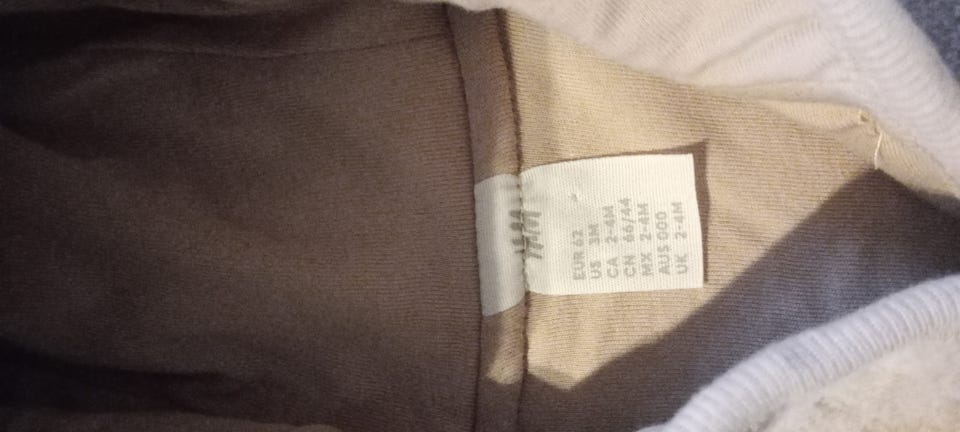 EUR 62
US 3M
CA 2-4M
CN 66/44
MX 2-4M
AUS 000
UK 2-4M